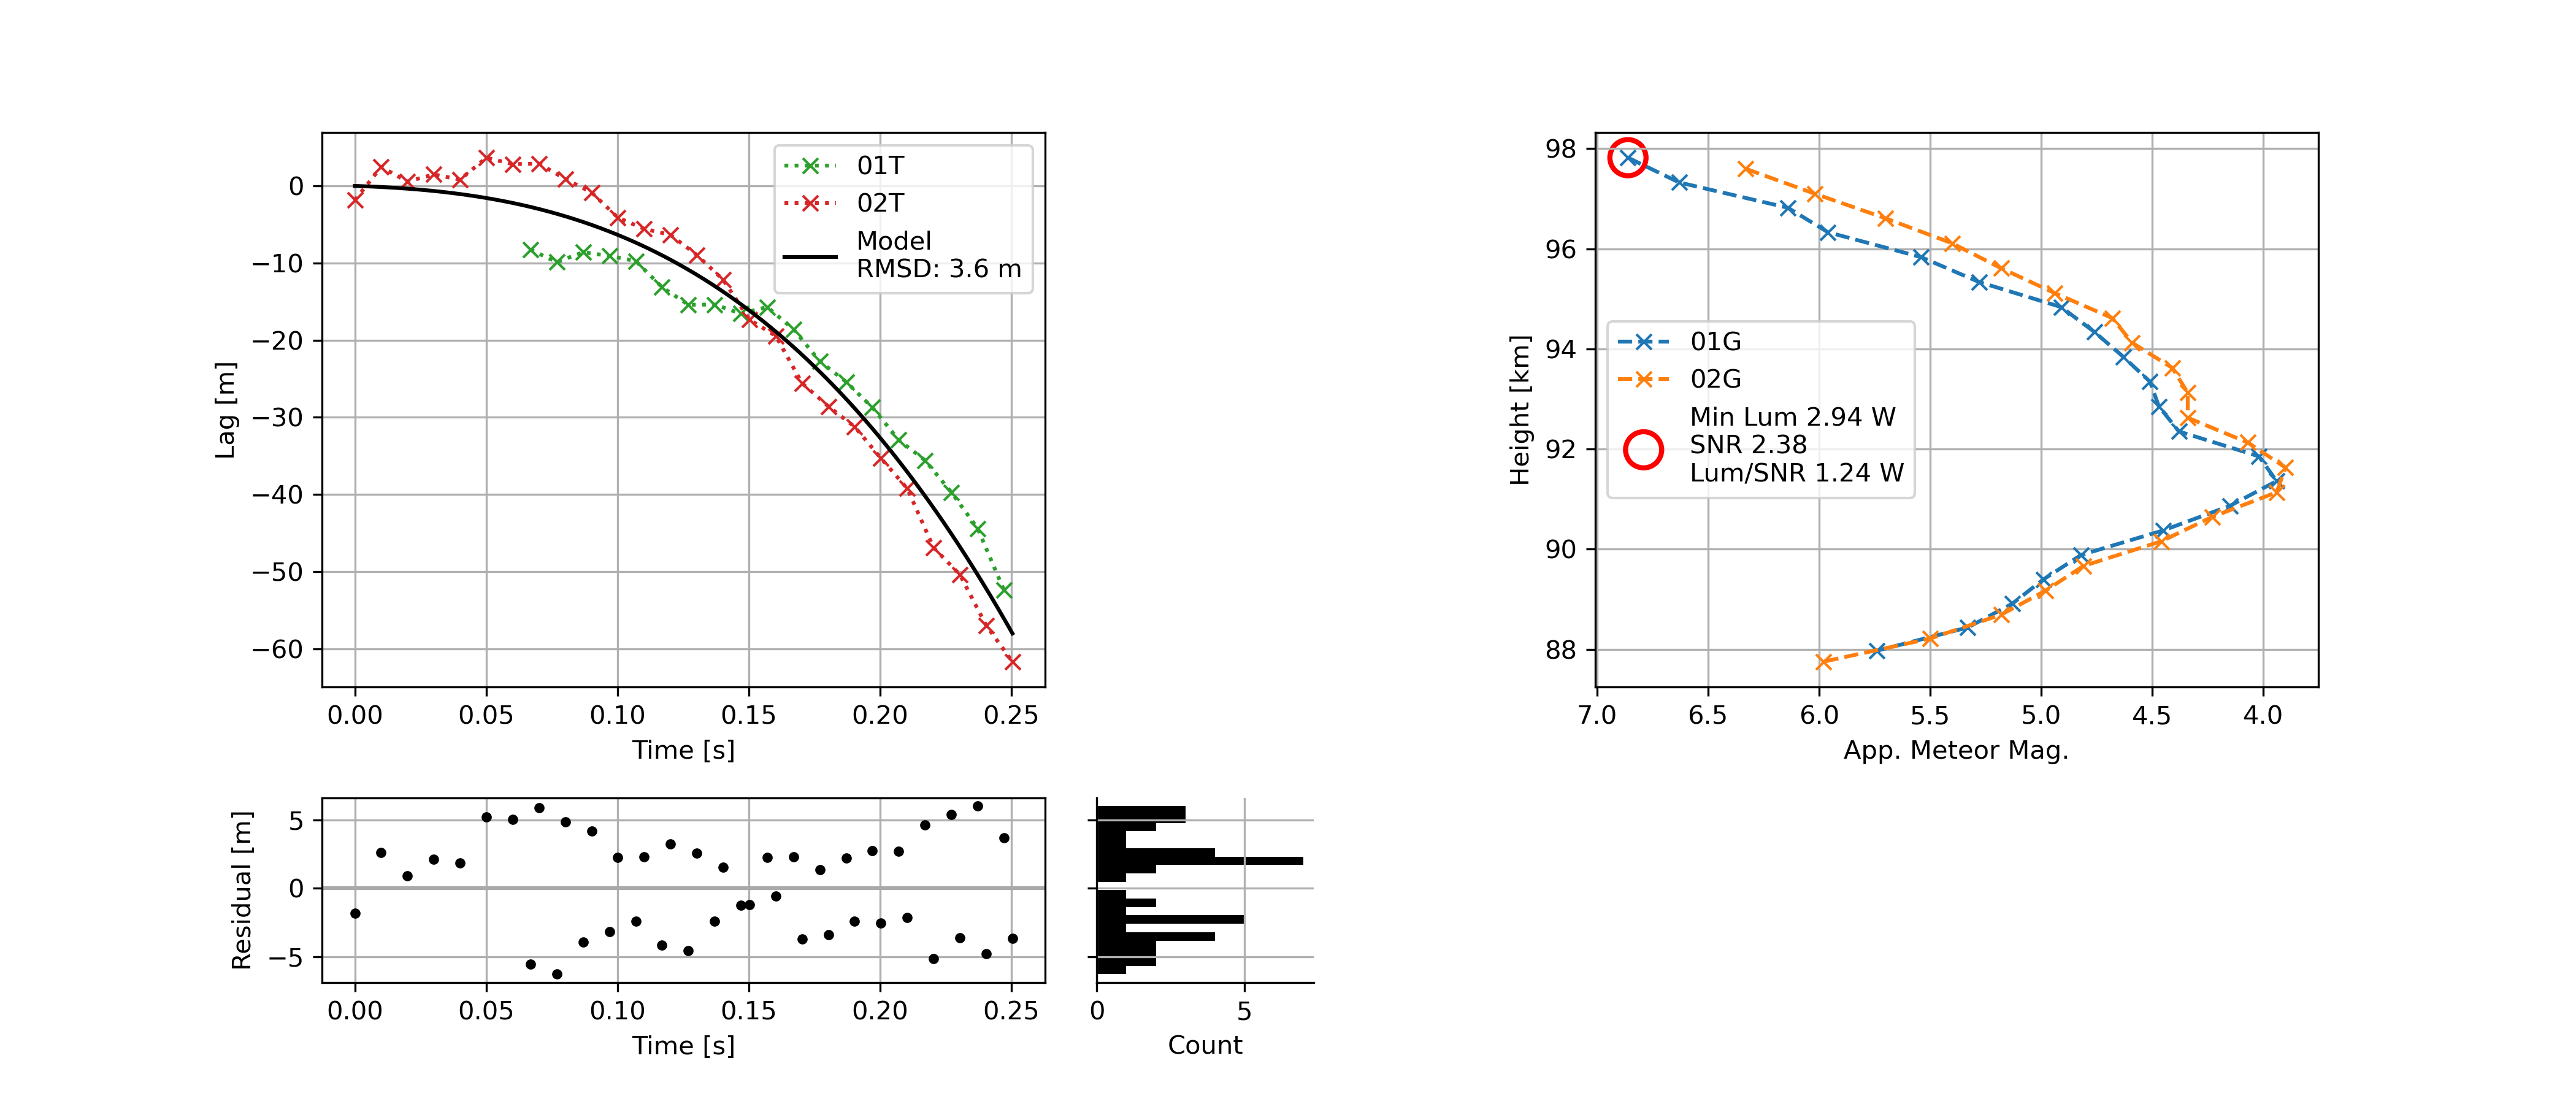 0
−10
−20
−30
−40
−50
−60
Lag [m]
01T
02T
Model
RMSD: 3.6 m
0.00 0.05 0.10 0.15 0.20 0.25
Time [s]
98
96
94
92
90
88
Height [km]
01G
02G
Min Lum 2.94 W
SNR 2.38
Lum/SNR 1.24 W
7.0 6.5 6.0 5.5 5.0 4.5 4.0
App. Meteor Mag.
5
0
−5
Residual [m]
0.00 0.05 0.10 0.15 0.20 0.25
Time [s]
0 5
Count